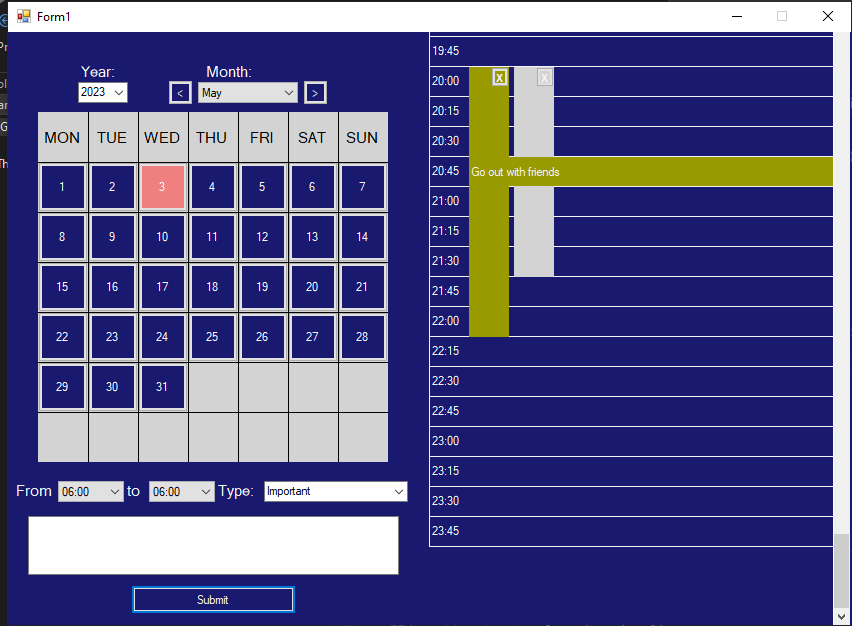 Form1
Year:
Month:
2023
<
May
>
MON TUE WED THU FRI SAT SUN
1 2 3 4 5 6 7
8 9 10 11 12 13 14
15 16 17 18 19 20 21
22 23 24 25 26 27 28
29 30 31
From 06:00 to 06:00 Type: Important
Submit
19:45
20:00 x x
20:15
20:30
20:45 Go out with friends
21:00
21:15
21:30
21:45
22:00
22:15
22:30
22:45
23:00
23:15
23:30
23:45